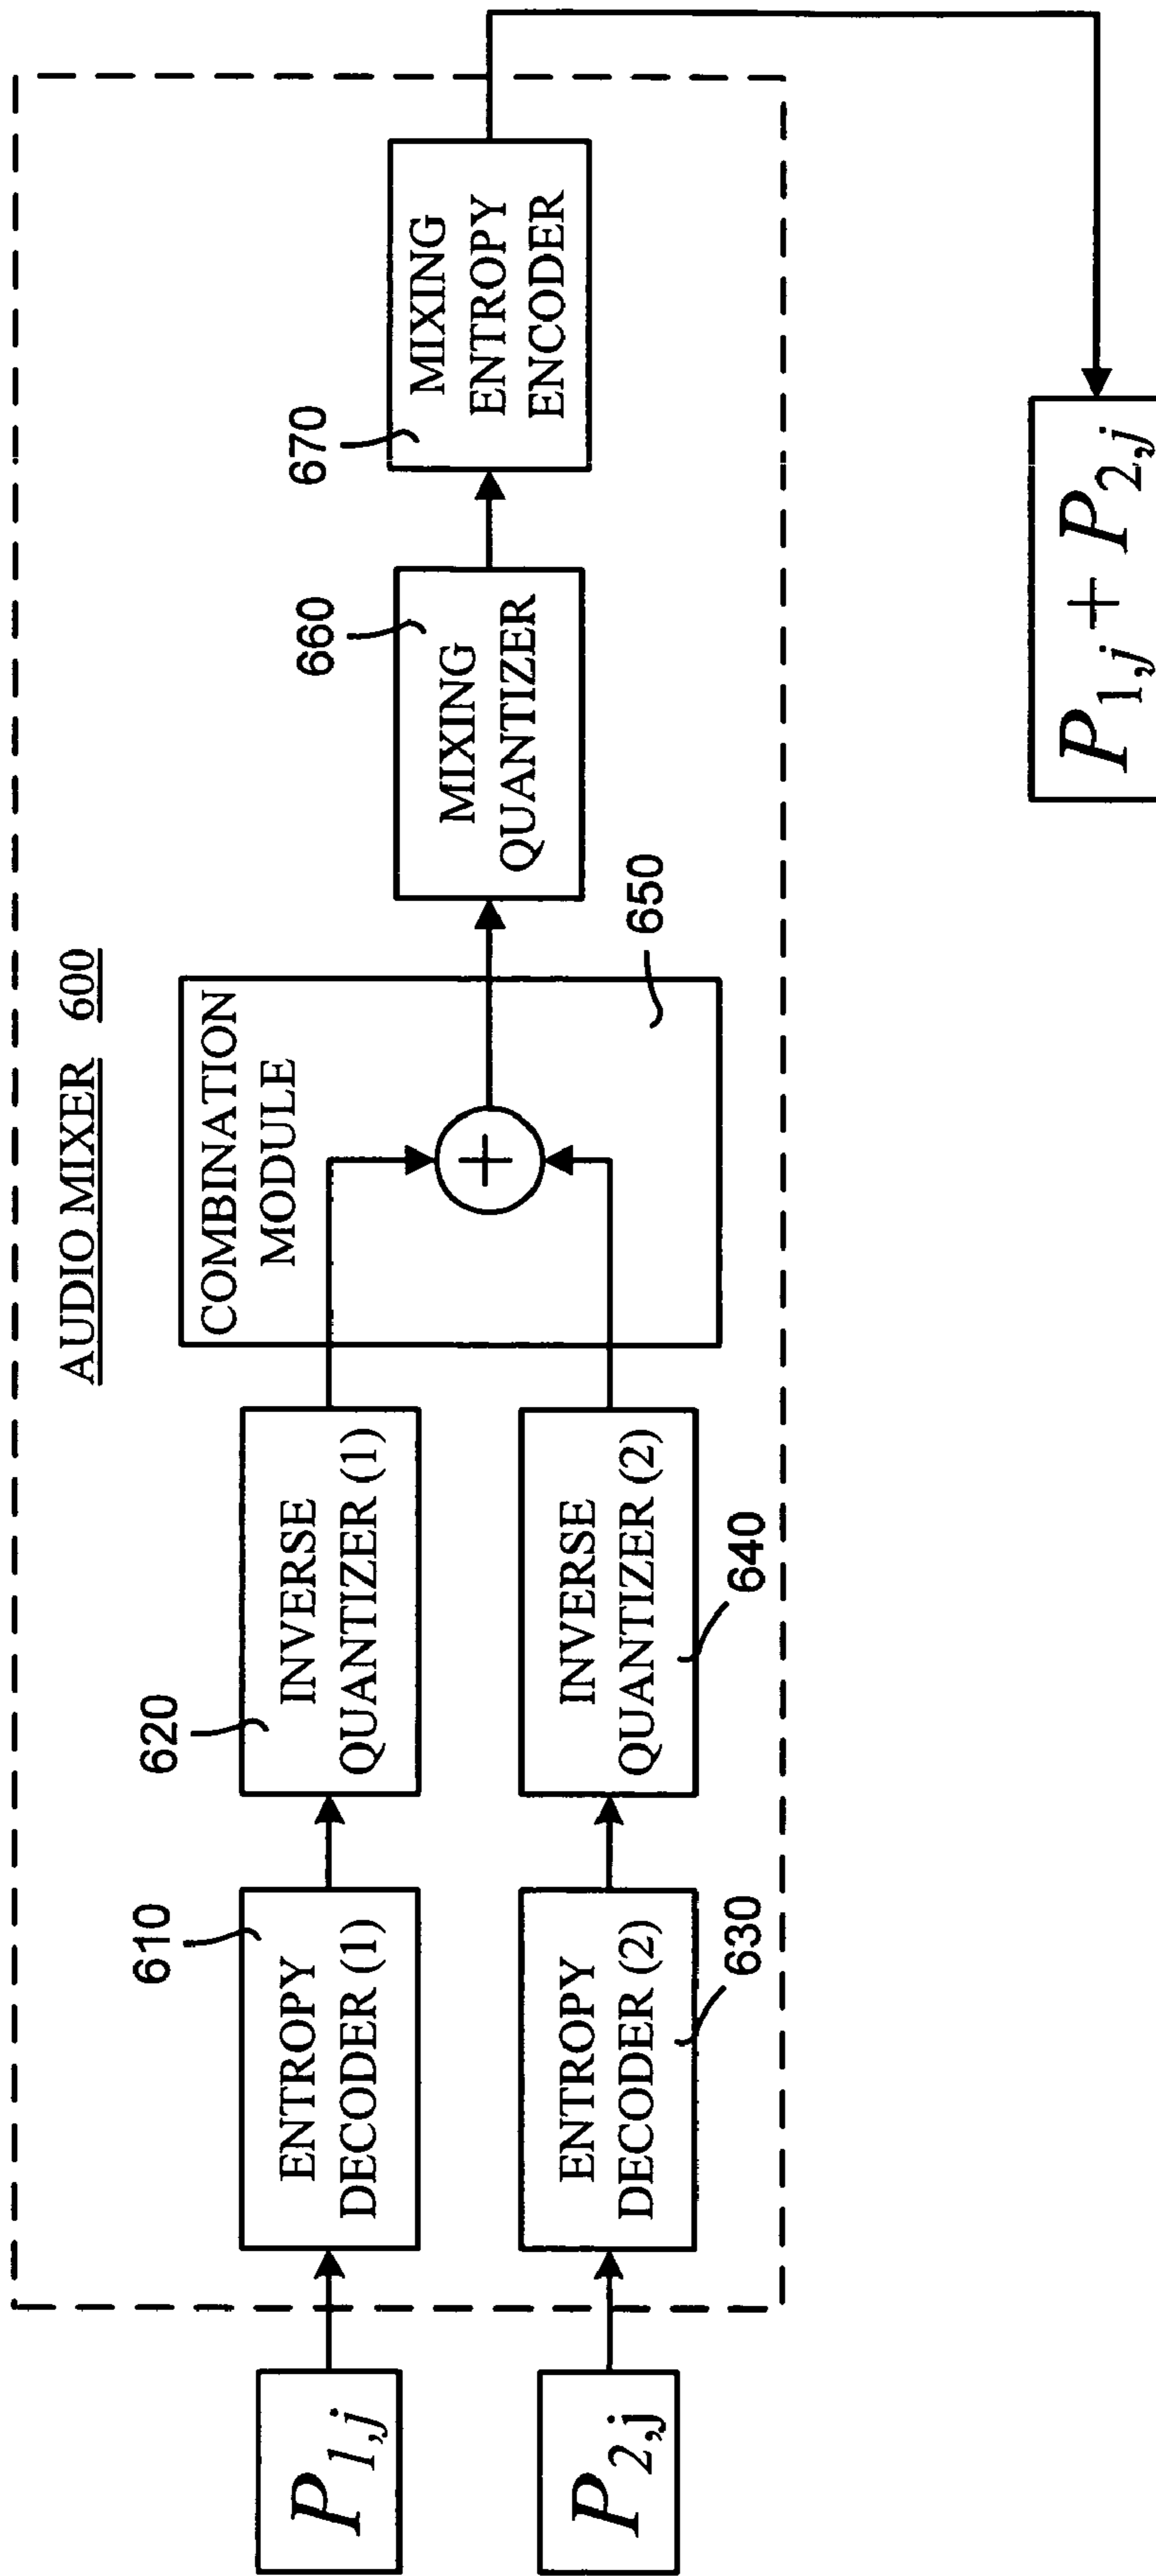 AUDIO MIXER 600
P1,j
P2,j
610
ENTROPY
DECODER (1)
620
INVERSE
QUANTIZER (1)
ENTROPY
DECODER (2)
630
INVERSE
QUANTIZER (2)
640
COMBINATION
MODULE
+
650
660
MIXING
QUANTIZER
670
MIXING
ENTROPY
ENCODER
P1,j + P2,j